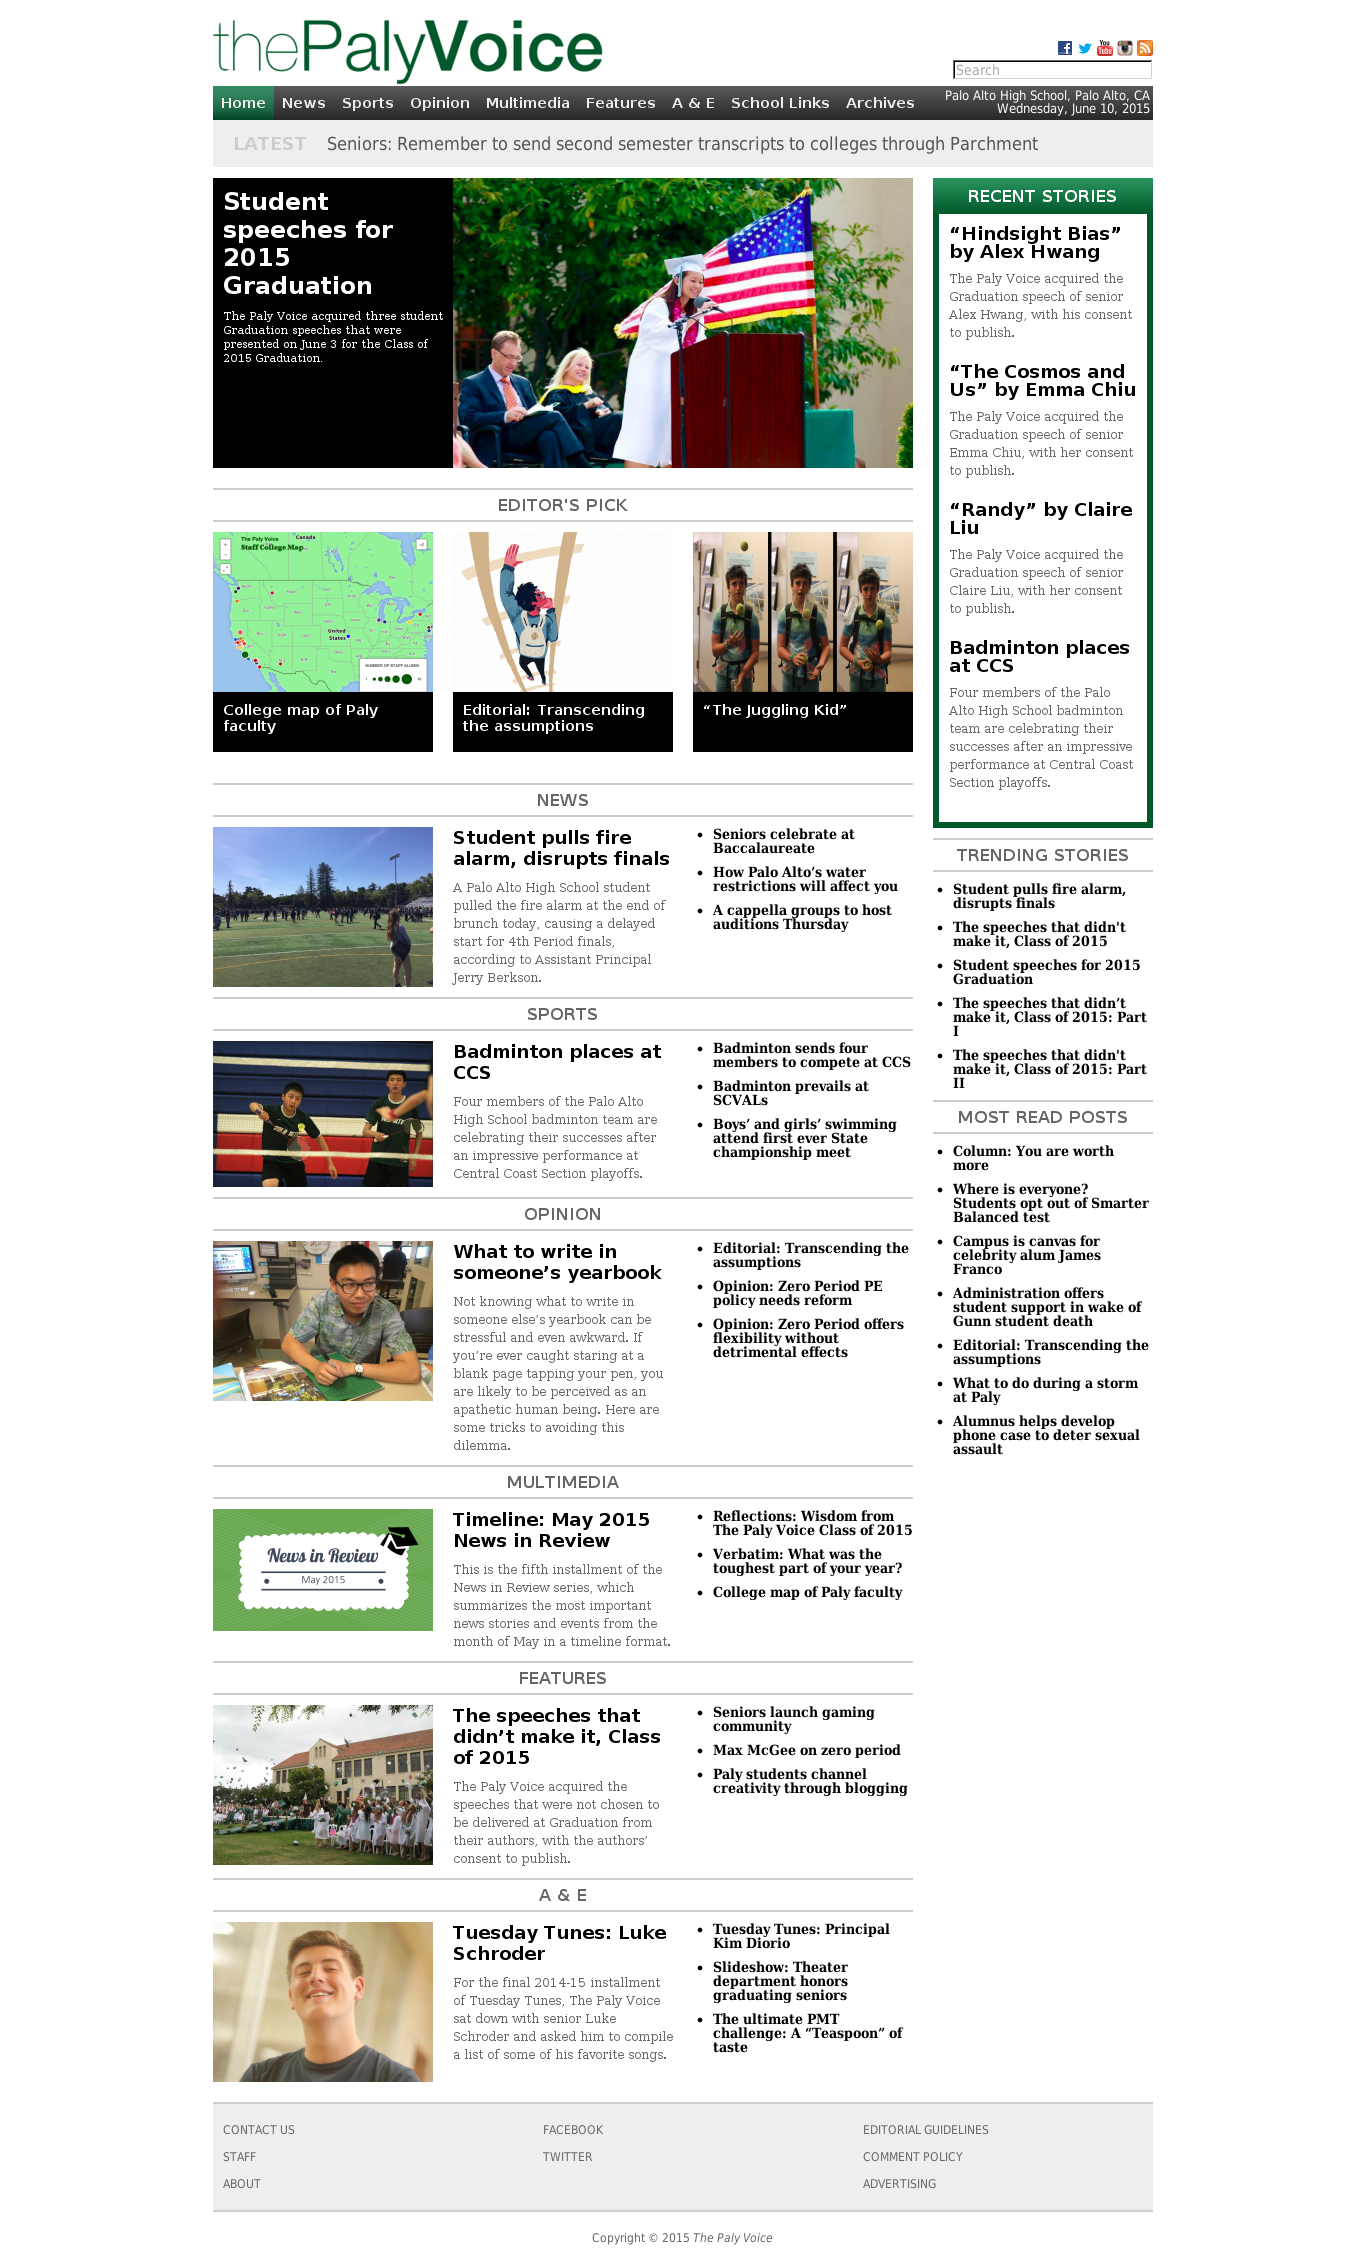 thePalyVoice
Search
Home News Sports Opinion Multimedia Features A & E School Links Archives
Palo Alto High School, Palo Alto, CA
Wednesday, June 10, 2015
LATEST Seniors: Remember to send second semester transcripts to colleges through Parchment
Student
speeches for
2015
Graduation
The Paly Voice acquired three student
Graduation speeches that were
presented on June 3 for the Class of
2015 Graduation.
EDITOR'S PICK
The Paly Voice
Staff College Map
Canada
United
States
NUMBER OF STAFF ALUMNI
College map of Paly
faculty
Editorial: Transcending
the assumptions
“The Juggling Kid”
NEWS
Student pulls fire
alarm, disrupts finals
A Palo Alto High School student
pulled the fire alarm at the end of
brunch today, causing a delayed
start for 4th Period finals,
according to Assistant Principal
Jerry Berkson.
Seniors celebrate at
Baccalaureate
How Palo Alto’s water
restrictions will affect you
A cappella groups to host
auditions Thursday
SPORTS
Badminton places at
CCS
Four members of the Palo Alto
High School badminton team are
celebrating their successes after
an impressive performance at
Central Coast Section playoffs.
Badminton sends four
members to compete at CCS
Badminton prevails at
SCVALs
Boys’ and girls’ swimming
attend first ever State
championship meet
OPINION
What to write in
someone’s yearbook
Not knowing what to write in
someone else’s yearbook can be
stressful and even awkward. If
you’re ever caught staring at a
blank page tapping your pen, you
are likely to be perceived as an
apathetic human being. Here are
some tricks to avoiding this
dilemma.
Editorial: Transcending the
assumptions
Opinion: Zero Period PE
policy needs reform
Opinion: Zero Period offers
flexibility without
detrimental effects
MULTIMEDIA
News in Review
May 2015
Timeline: May 2015
News in Review
This is the fifth installment of the
News in Review series, which
summarizes the most important
news stories and events from the
month of May in a timeline format.
Reflections: Wisdom from
The Paly Voice Class of 2015
Verbatim: What was the
toughest part of your year?
College map of Paly faculty
FEATURES
The speeches that
didn’t make it, Class
of 2015
The Paly Voice acquired the
speeches that were not chosen to
be delivered at Graduation from
their authors, with the authors’
consent to publish.
Seniors launch gaming
community
Max McGee on zero period
Paly students channel
creativity through blogging
A & E
Tuesday Tunes: Luke
Schroder
For the final 2014-15 installment
of Tuesday Tunes, The Paly Voice
sat down with senior Luke
Schroder and asked him to compile
a list of some of his favorite songs.
Tuesday Tunes: Principal
Kim Diorio
Slideshow: Theater
department honors
graduating seniors
The ultimate PMT
challenge: A “Teaspoon” of
taste
RECENT STORIES
“Hindsight Bias”
by Alex Hwang
The Paly Voice acquired the
Graduation speech of senior
Alex Hwang, with his consent
to publish.
“The Cosmos and
Us” by Emma Chiu
The Paly Voice acquired the
Graduation speech of senior
Emma Chiu, with her consent
to publish.
“Randy” by Claire
Liu
The Paly Voice acquired the
Graduation speech of senior
Claire Liu, with her consent
to publish.
Badminton places
at CCS
Four members of the Palo
Alto High School badminton
team are celebrating their
successes after an impressive
performance at Central Coast
Section playoffs.
TRENDING STORIES
Student pulls fire alarm,
disrupts finals
The speeches that didn't
make it, Class of 2015
Student speeches for 2015
Graduation
The speeches that didn’t
make it, Class of 2015: Part
I
The speeches that didn't
make it, Class of 2015: Part
II
MOST READ POSTS
Column: You are worth
more
Where is everyone?
Students opt out of Smarter
Balanced test
Campus is canvas for
celebrity alum James
Franco
Administration offers
student support in wake of
Gunn student death
Editorial: Transcending the
assumptions
What to do during a storm
at Paly
Alumnus helps develop
phone case to deter sexual
assault
CONTACT US
STAFF
ABOUT
FACEBOOK
TWITTER
EDITORIAL GUIDELINES
COMMENT POLICY
ADVERTISING
Copyright © 2015 The Paly Voice